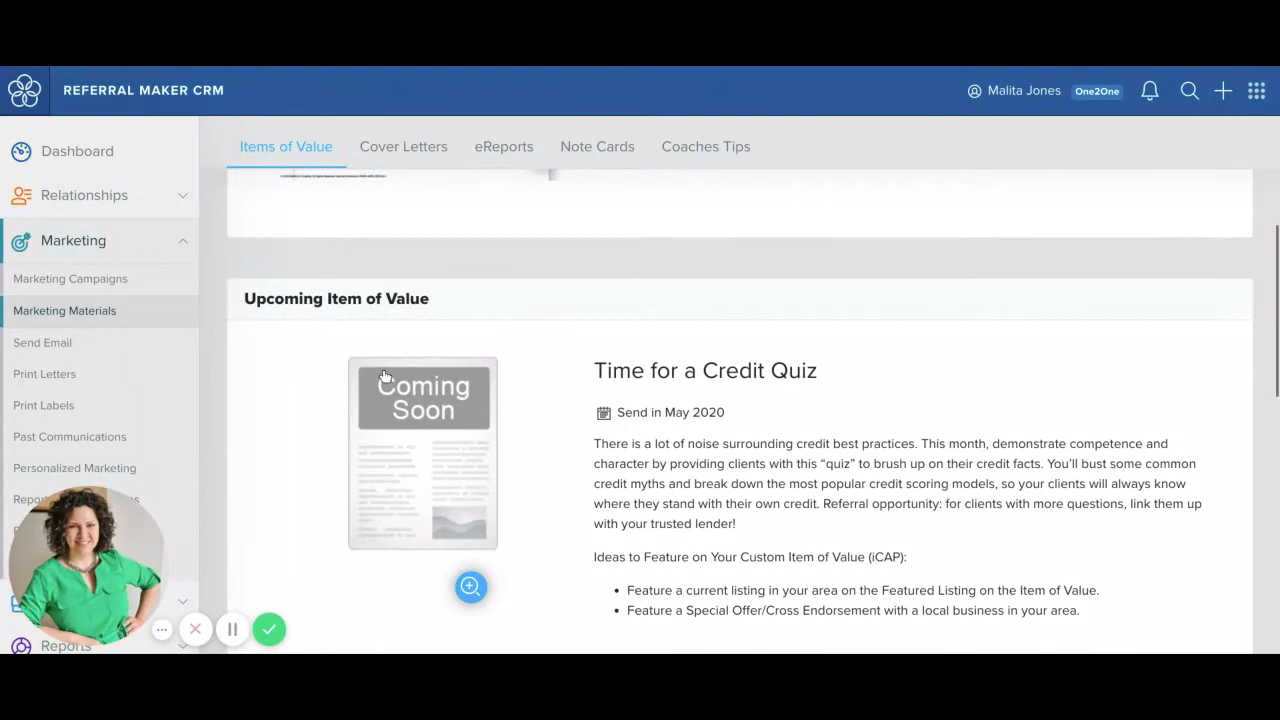 REFERRAL MAKER CRM
Malita Jones One2One
Dashboard
Relationships
Marketing
Marketing Campaigns
Marketing Materials
Send Email
Print Letters
Print Labels
Past Communications
Personalized Marketing
Reports
Items of Value Cover Letters eReports Note Cards Coaches Tips
Upcoming Item of Value
Coming
Soon
Time for a Credit Quiz
Send in May 2020
There is a lot of noise surrounding credit best practices. This month, demonstrate competence and
character by providing clients with this “quiz” to brush up on their credit facts. You'll bust some common
credit myths and break down the most popular credit scoring models, so your clients will always know
where they stand with their own credit. Referral opportunity: for clients with more questions, link them up
with your trusted lender!
Ideas to Feature on Your Custom Item of Value (iCAP):
• Feature a current listing in your area on the Featured Listing on the Item of Value.
• Feature a Special Offer/Cross Endorsement with a local business in your area.